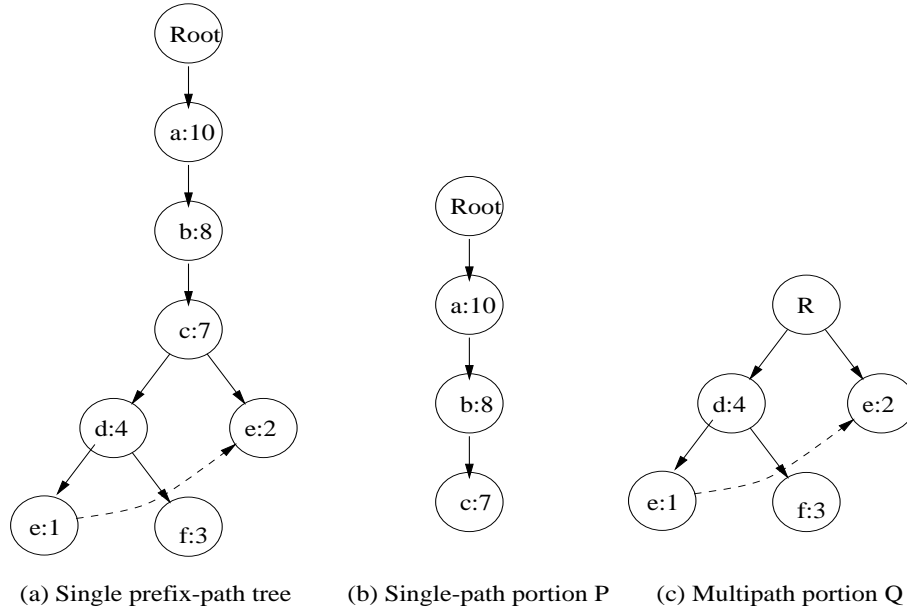 Root
a:10
b:8
c:7
d:4
e:2
e:1
f:3
(a) Single prefix-path tree
Root
a:10
b:8
c:7
(b) Single-path portion P
R
d:4
e:2
e:1
f:3
(c) Multipath portion Q